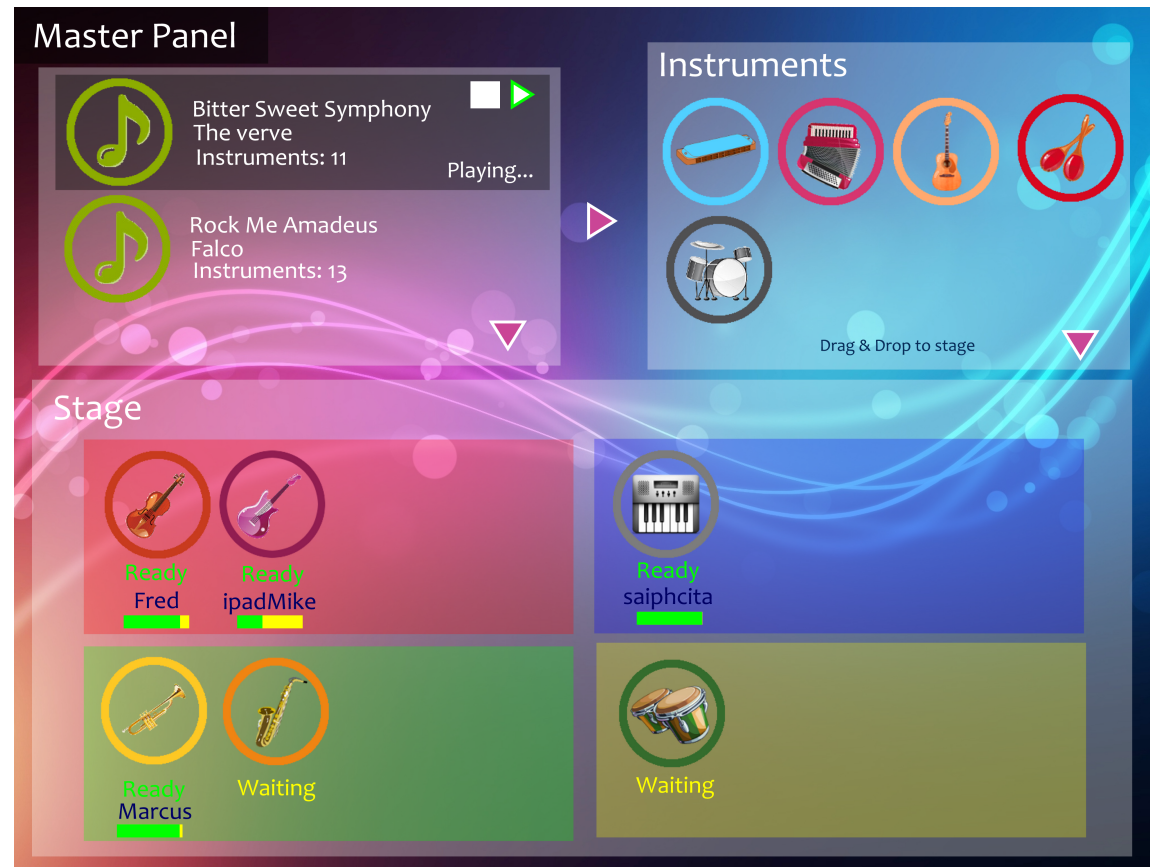 Master Panel
Bitter Sweet Symphony
The verve
Instruments: 11
Playing...
Rock Me Amadeus
Falco
Instruments: 13
Instruments
Drag & Drop to stage
Stage
Ready
Fred
Ready
ipadMike
Ready
saiphcita
Ready
Marcus
Waiting
Waiting